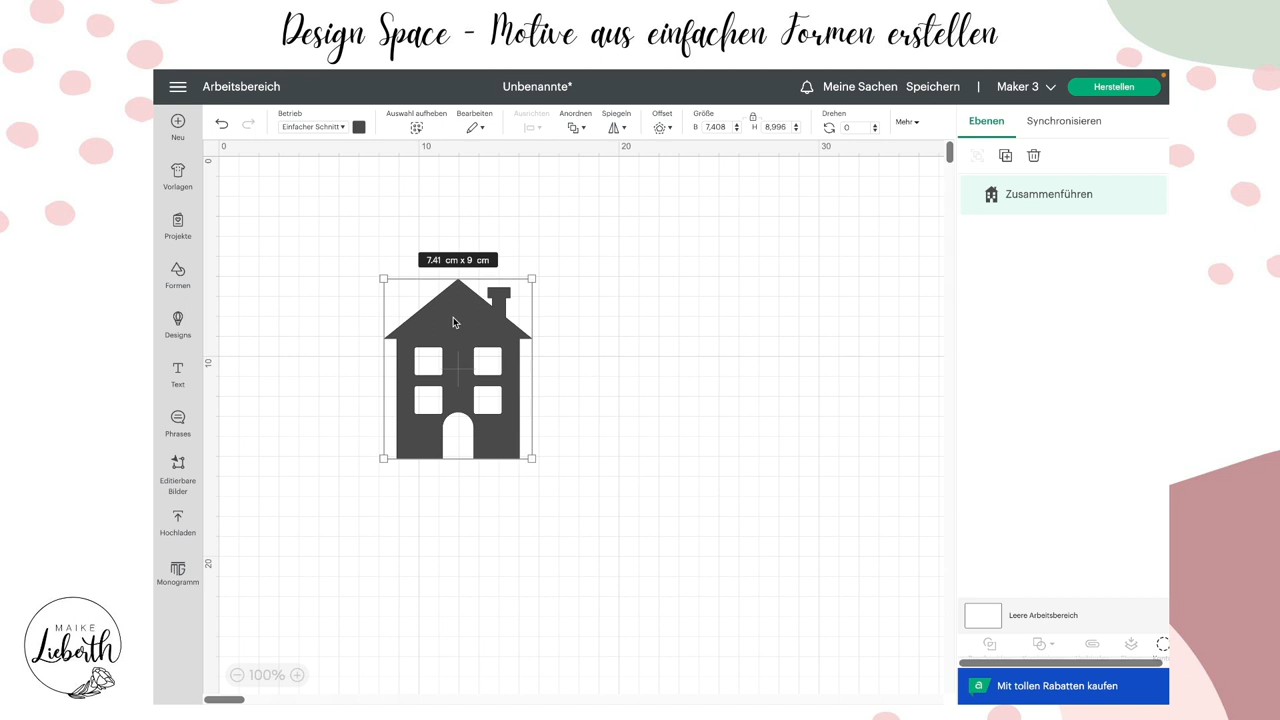 Design Space - Motive aus einfachen Formen erstellen
Arbeitsbereich
Unbenannte*
Meine Sachen
Speichern
|
Maker 3
Herstellen
Neu
Vorlagen
Projekte
Formen
Designs
Text
Phrases
Editierbare
Bilder
Hochladen
Monogramm
Betrieb
Einfacher Schnitt
Auswahl aufheben
Bearbeiten
Ausrichten
Anordnen
Spiegeln
Offset
Größe
B 7,408
H 8,996
Drehen
0
Mehr
0 10 20 30
0
10
20
7.41 cm x 9 cm
100%
Ebenen
Synchronisieren
Zusammenführen
Leere Arbeitsbereich
a
Mit tollen Rabatten kaufen
MAIKE
Lieberth